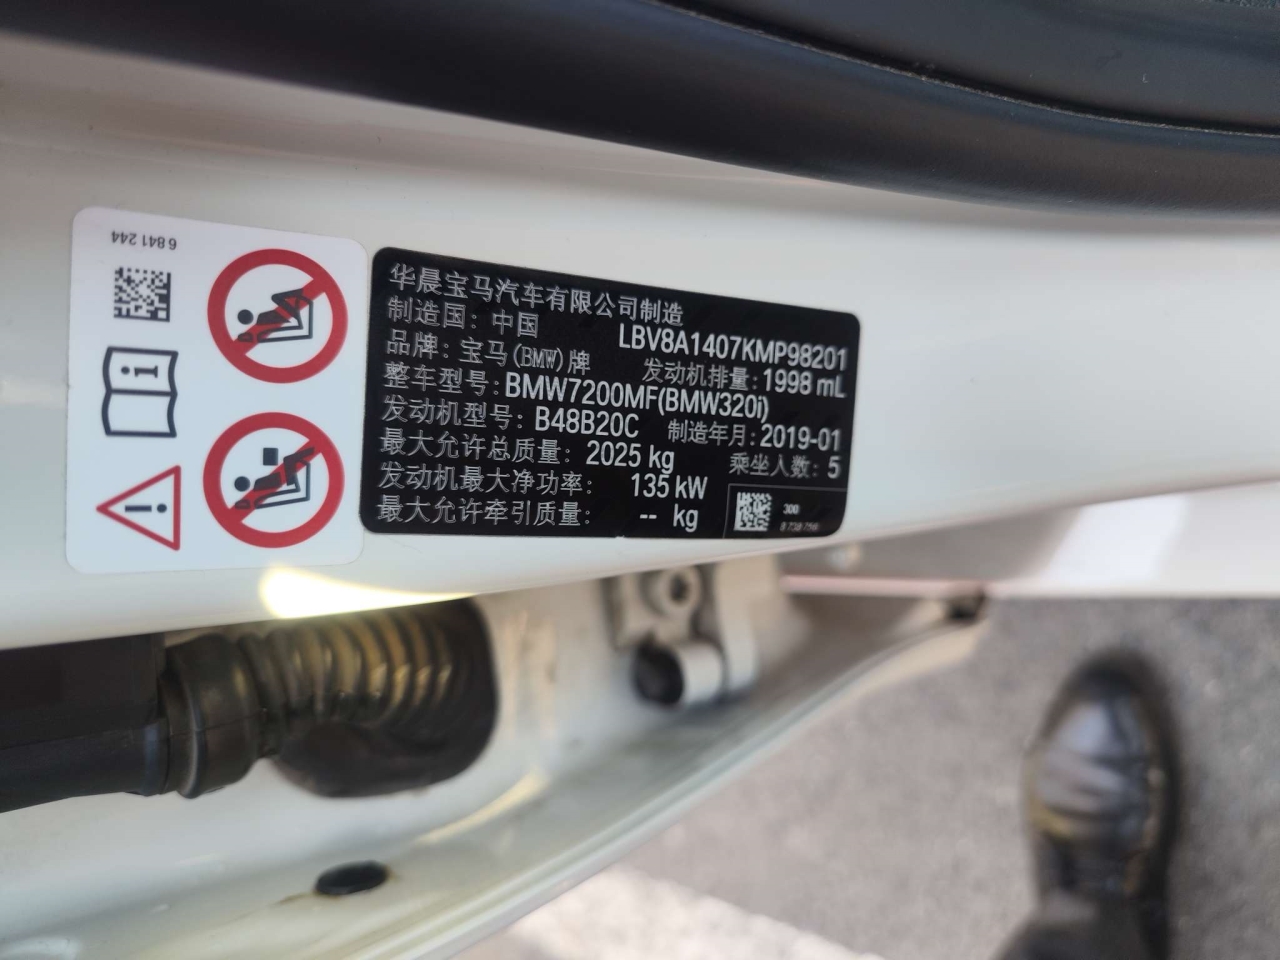 6 841 244
华晨宝马汽车有限公司制造
制造国: 中国 LBV8A1407KMP98201
品牌: 宝马(BMW)牌 发动机排量: 1998 mL
整车型号: BMW7200MF(BMW320i)
发动机型号: B48B20C 制造年月: 2019-01
最大允许总质量: 2025 kg 乘坐人数: 5
发动机最大净功率: 135 kW
最大允许牵引质量: -- kg
300